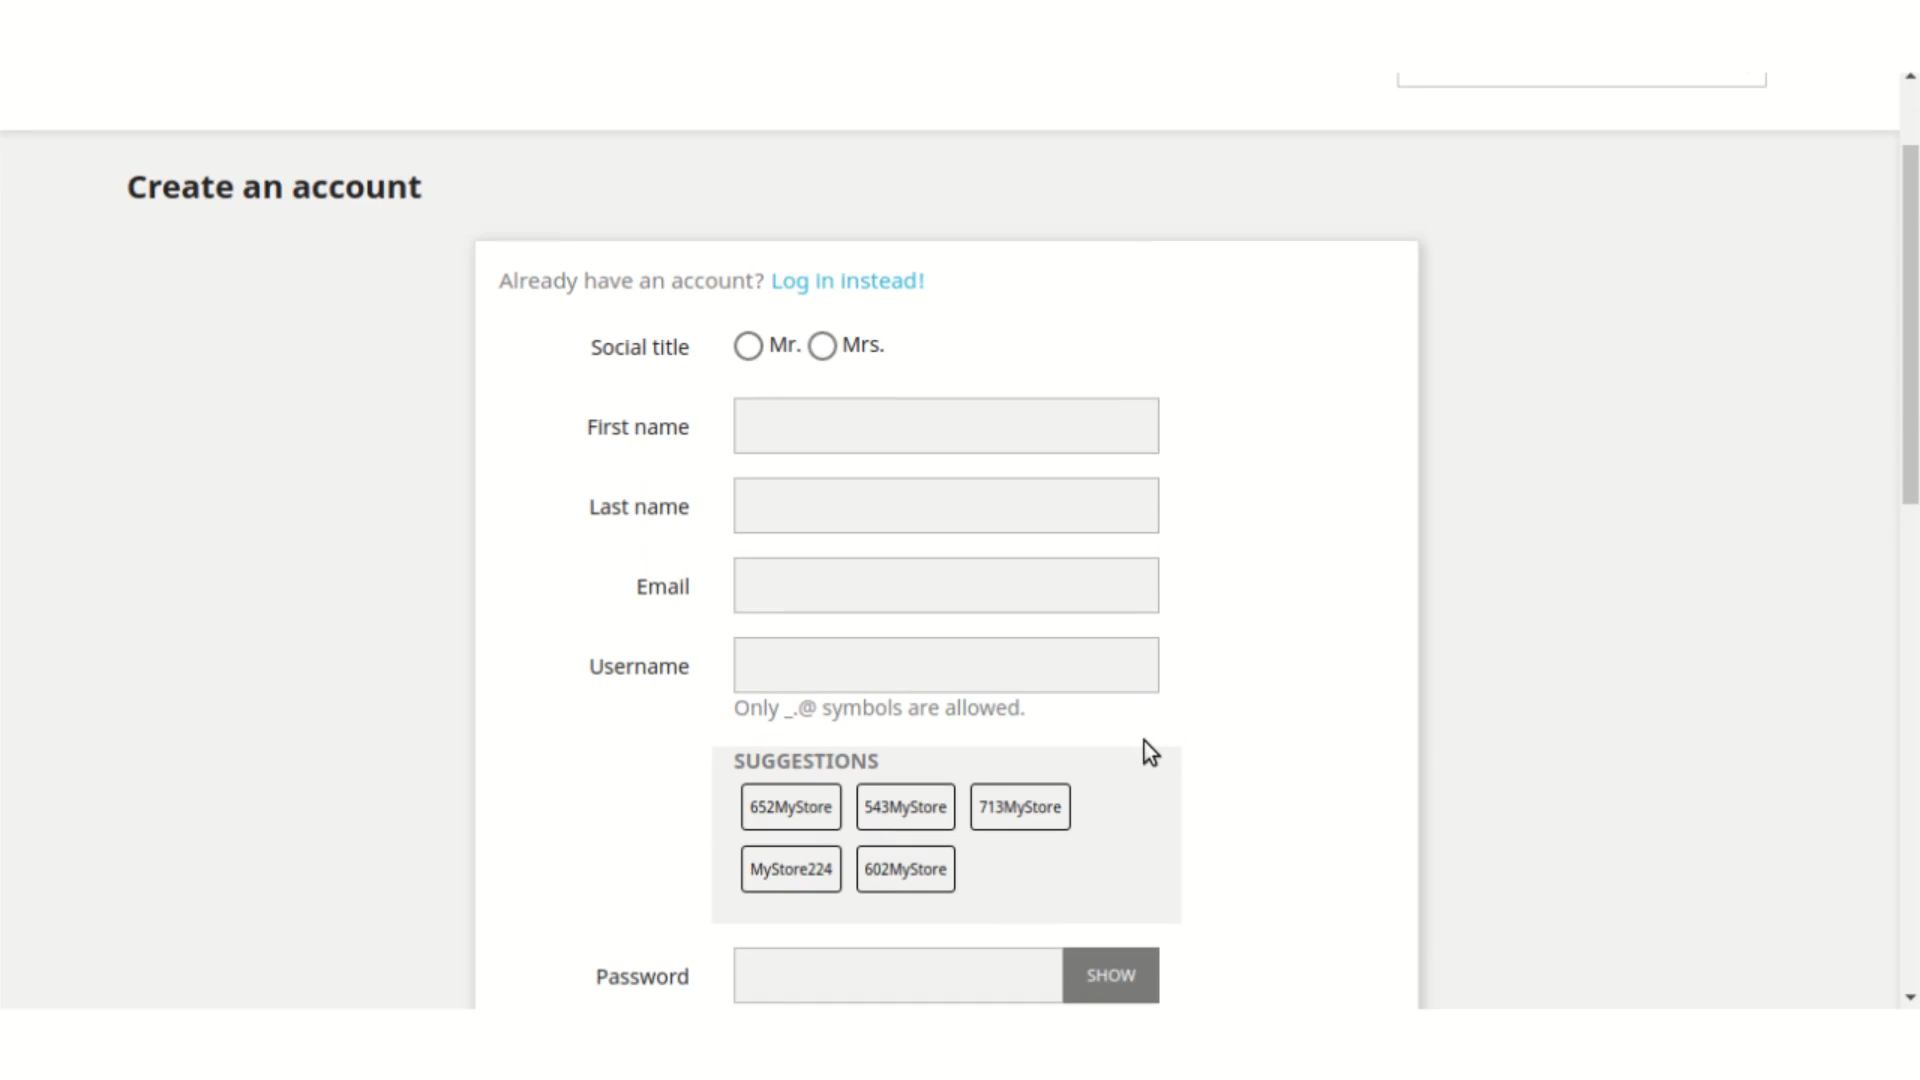 Create an account
Already have an account? Log in instead!
Social title Mr. Mrs.
First name
Last name
Email
Username
Only _.@ symbols are allowed.
SUGGESTIONS
652MyStore 543MyStore 713MyStore
MyStore224 602MyStore
Password SHOW